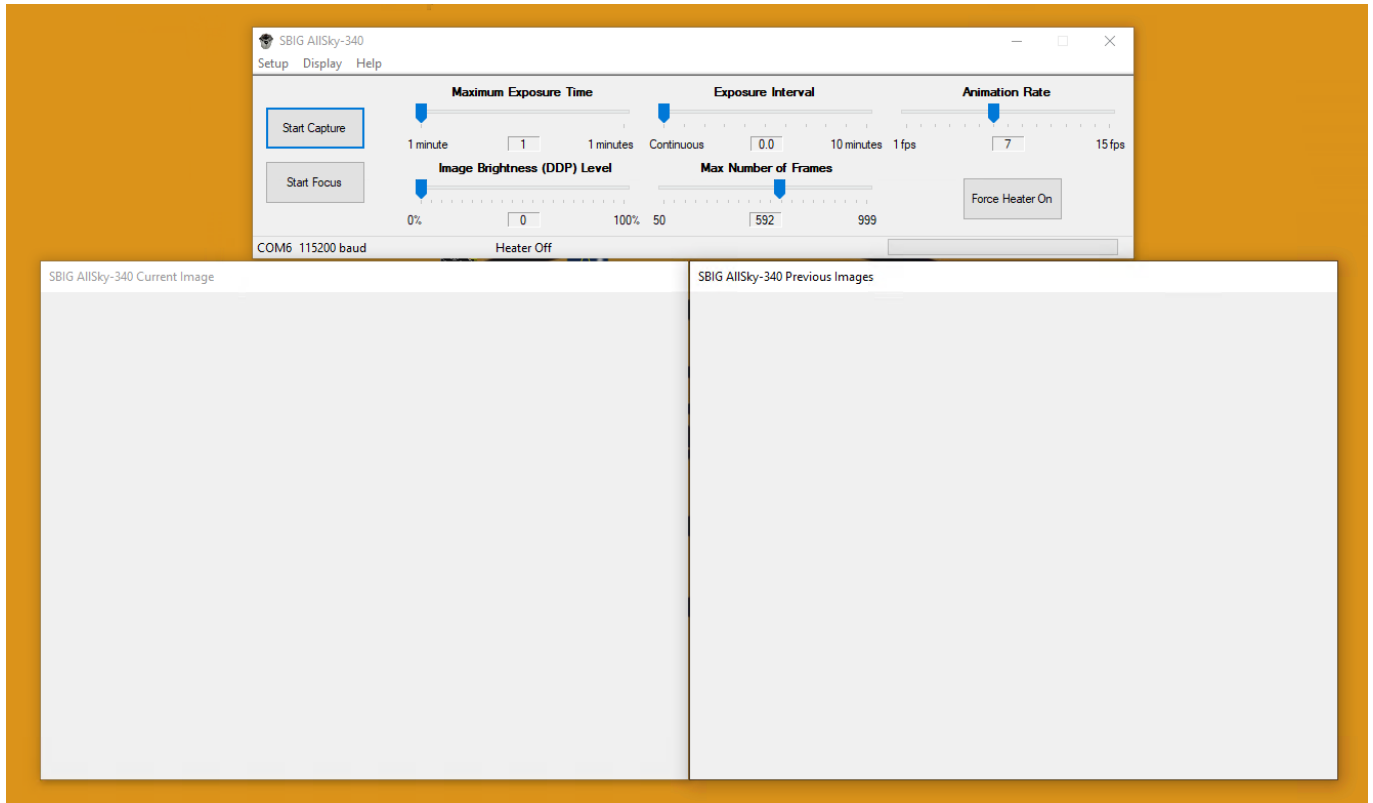 SBIG AllSky-340
Setup Display Help
Maximum Exposure Time
Exposure Interval
Animation Rate
Start Capture
1 minute 1 1 minutes
Continuous 0.0 10 minutes
1 fps 7 15 fps
Image Brightness (DDP) Level
Max Number of Frames
Start Focus
Force Heater On
0% 0 100%
50 592 999
COM6 115200 baud
Heater Off
SBIG AllSky-340 Current Image
SBIG AllSky-340 Previous Images